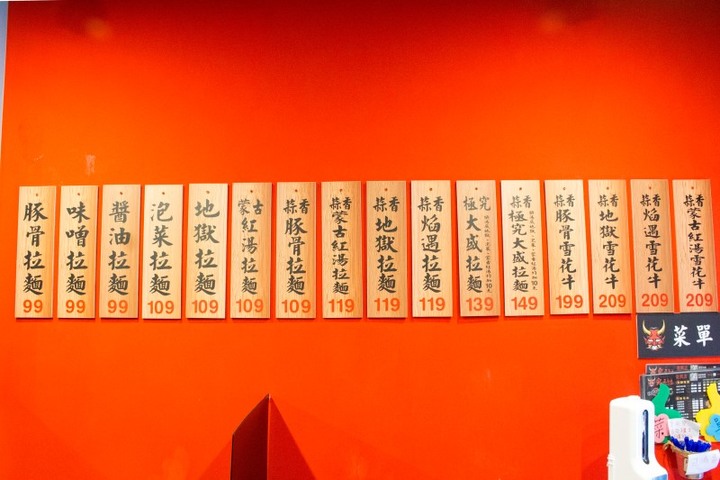 豚骨拉麵
99
味噌拉麵
99
醬油拉麵
99
泡菜拉麵
109
地獄拉麵
109
蒙古紅湯拉麵
109
蒜香豚骨拉麵
109
蒜香蒙古紅湯拉麵
119
蒜香地獄拉麵
119
蒜香焰遇拉麵
119
極究大盛拉麵
139
蒜香極究大盛拉麵
149
蒜香豚骨雪花牛
199
蒜香地獄雪花牛
209
蒜香焰遇雪花牛
209
蒜香蒙古紅湯雪花牛
209
菜單